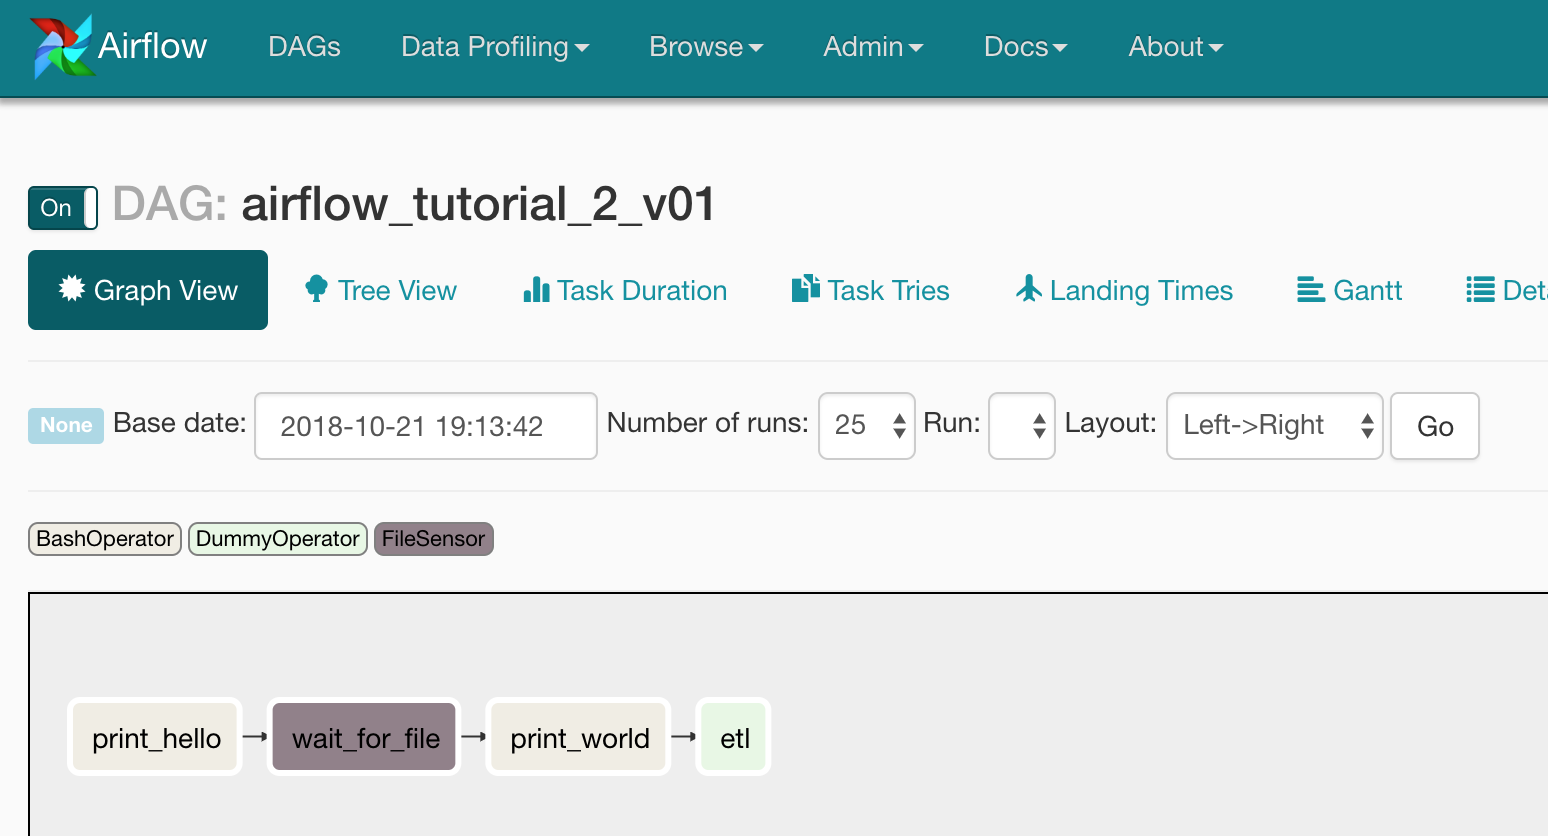 Airflow DAGs Data Profiling Browse Admin Docs About
On DAG: airflow_tutorial_2_v01
Graph View Tree View Task Duration Task Tries Landing Times Gantt Deta
None Base date: 2018-10-21 19:13:42 Number of runs: 25 Run: Layout: Left->Right Go
BashOperator DummyOperator FileSensor
print_hello wait_for_file print_world etl